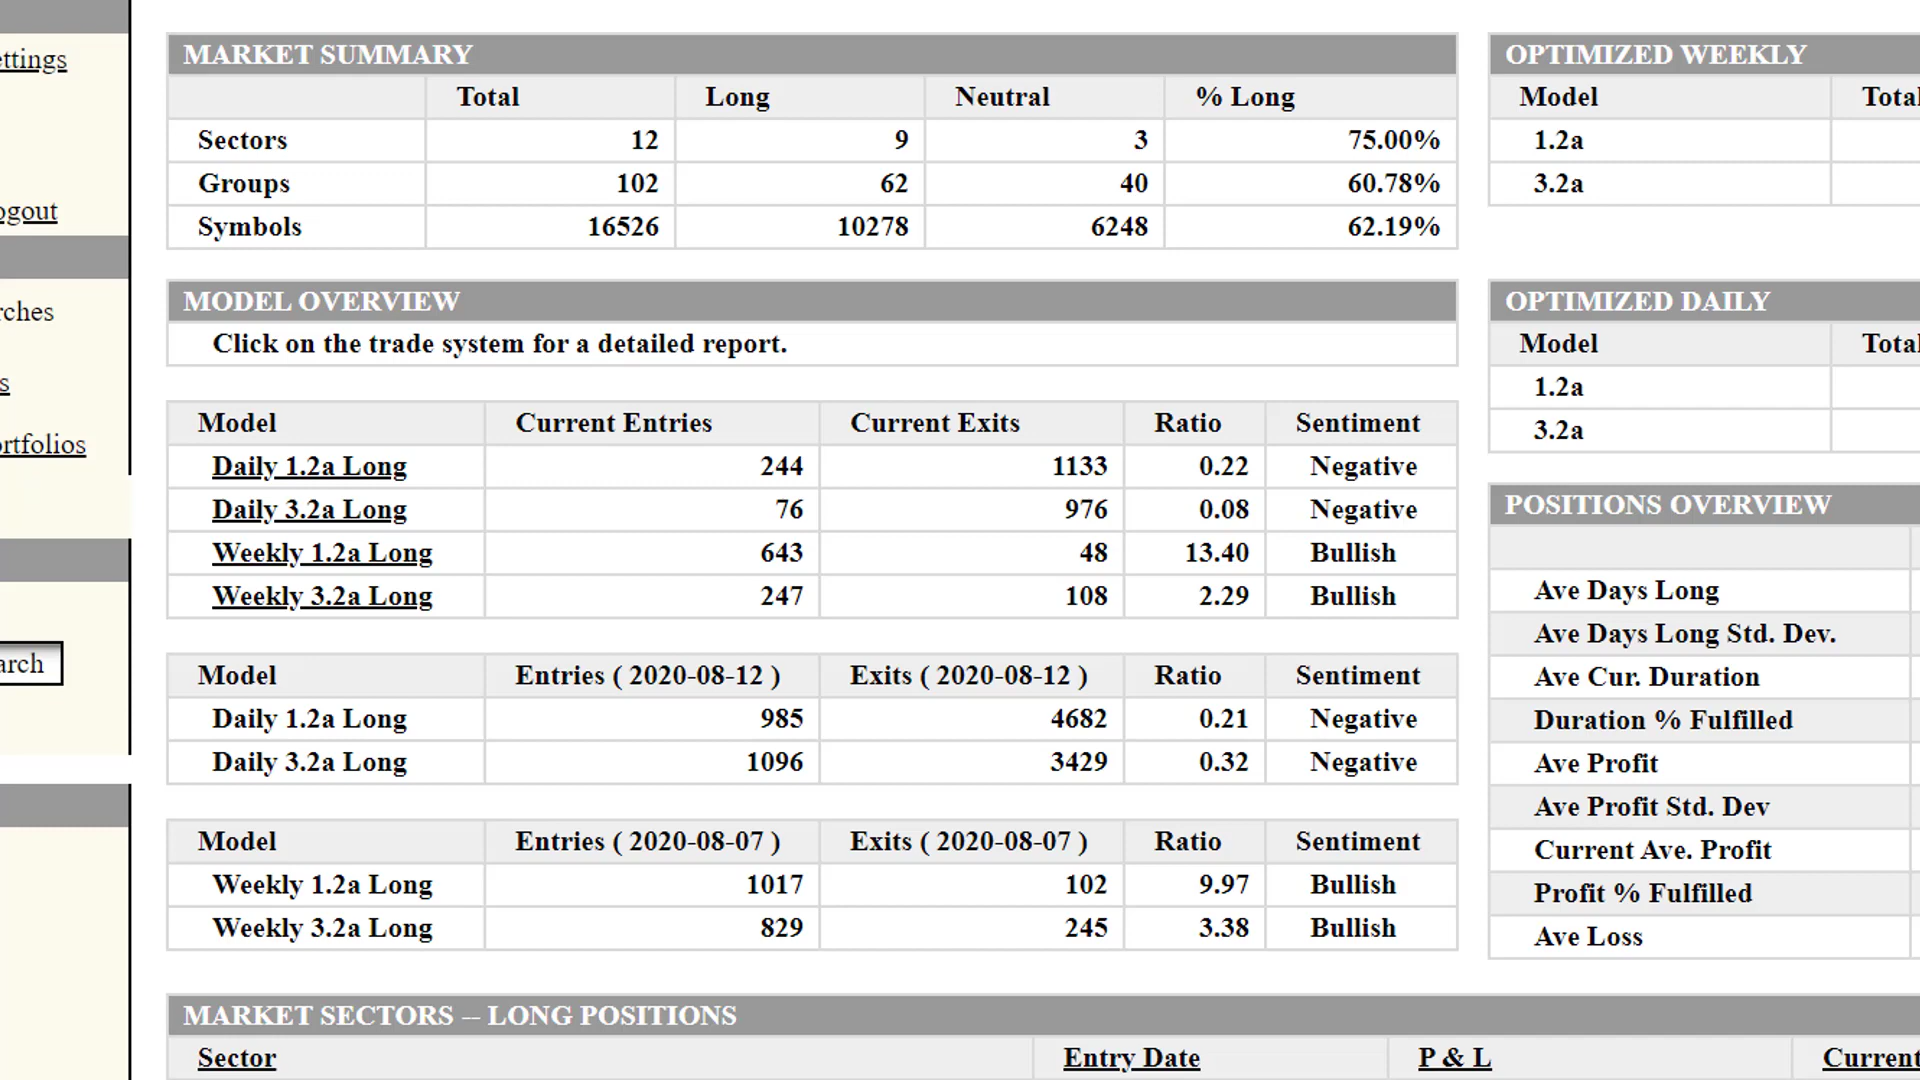 ettings
ogout
rches
s
ortfolios
arch
MARKET SUMMARY
Total Long Neutral % Long
Sectors 12 9 3 75.00%
Groups 102 62 40 60.78%
Symbols 16526 10278 6248 62.19%
MODEL OVERVIEW
Click on the trade system for a detailed report.
Model Current Entries Current Exits Ratio Sentiment
Daily 1.2a Long 244 1133 0.22 Negative
Daily 3.2a Long 76 976 0.08 Negative
Weekly 1.2a Long 643 48 13.40 Bullish
Weekly 3.2a Long 247 108 2.29 Bullish
Model Entries ( 2020-08-12 ) Exits ( 2020-08-12 ) Ratio Sentiment
Daily 1.2a Long 985 4682 0.21 Negative
Daily 3.2a Long 1096 3429 0.32 Negative
Model Entries ( 2020-08-07 ) Exits ( 2020-08-07 ) Ratio Sentiment
Weekly 1.2a Long 1017 102 9.97 Bullish
Weekly 3.2a Long 829 245 3.38 Bullish
OPTIMIZED WEEKLY
Model Total
1.2a
3.2a
OPTIMIZED DAILY
Model Total
1.2a
3.2a
POSITIONS OVERVIEW
Ave Days Long
Ave Days Long Std. Dev.
Ave Cur. Duration
Duration % Fulfilled
Ave Profit
Ave Profit Std. Dev
Current Ave. Profit
Profit % Fulfilled
Ave Loss
MARKET SECTORS -- LONG POSITIONS
Sector Entry Date P & L Current